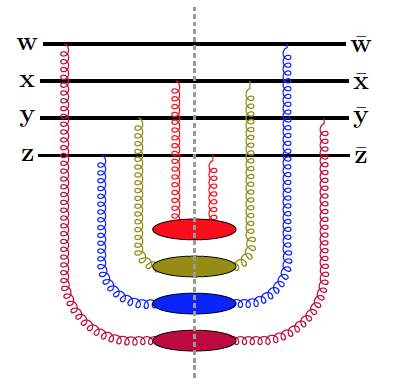 w w̄
x x̄
y ȳ
z z̄